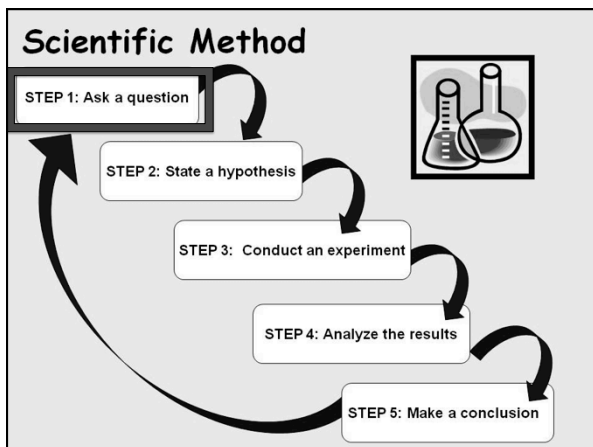 Scientific Method
STEP 1: Ask a question
STEP 2: State a hypothesis
STEP 3: Conduct an experiment
STEP 4: Analyze the results
STEP 5: Make a conclusion